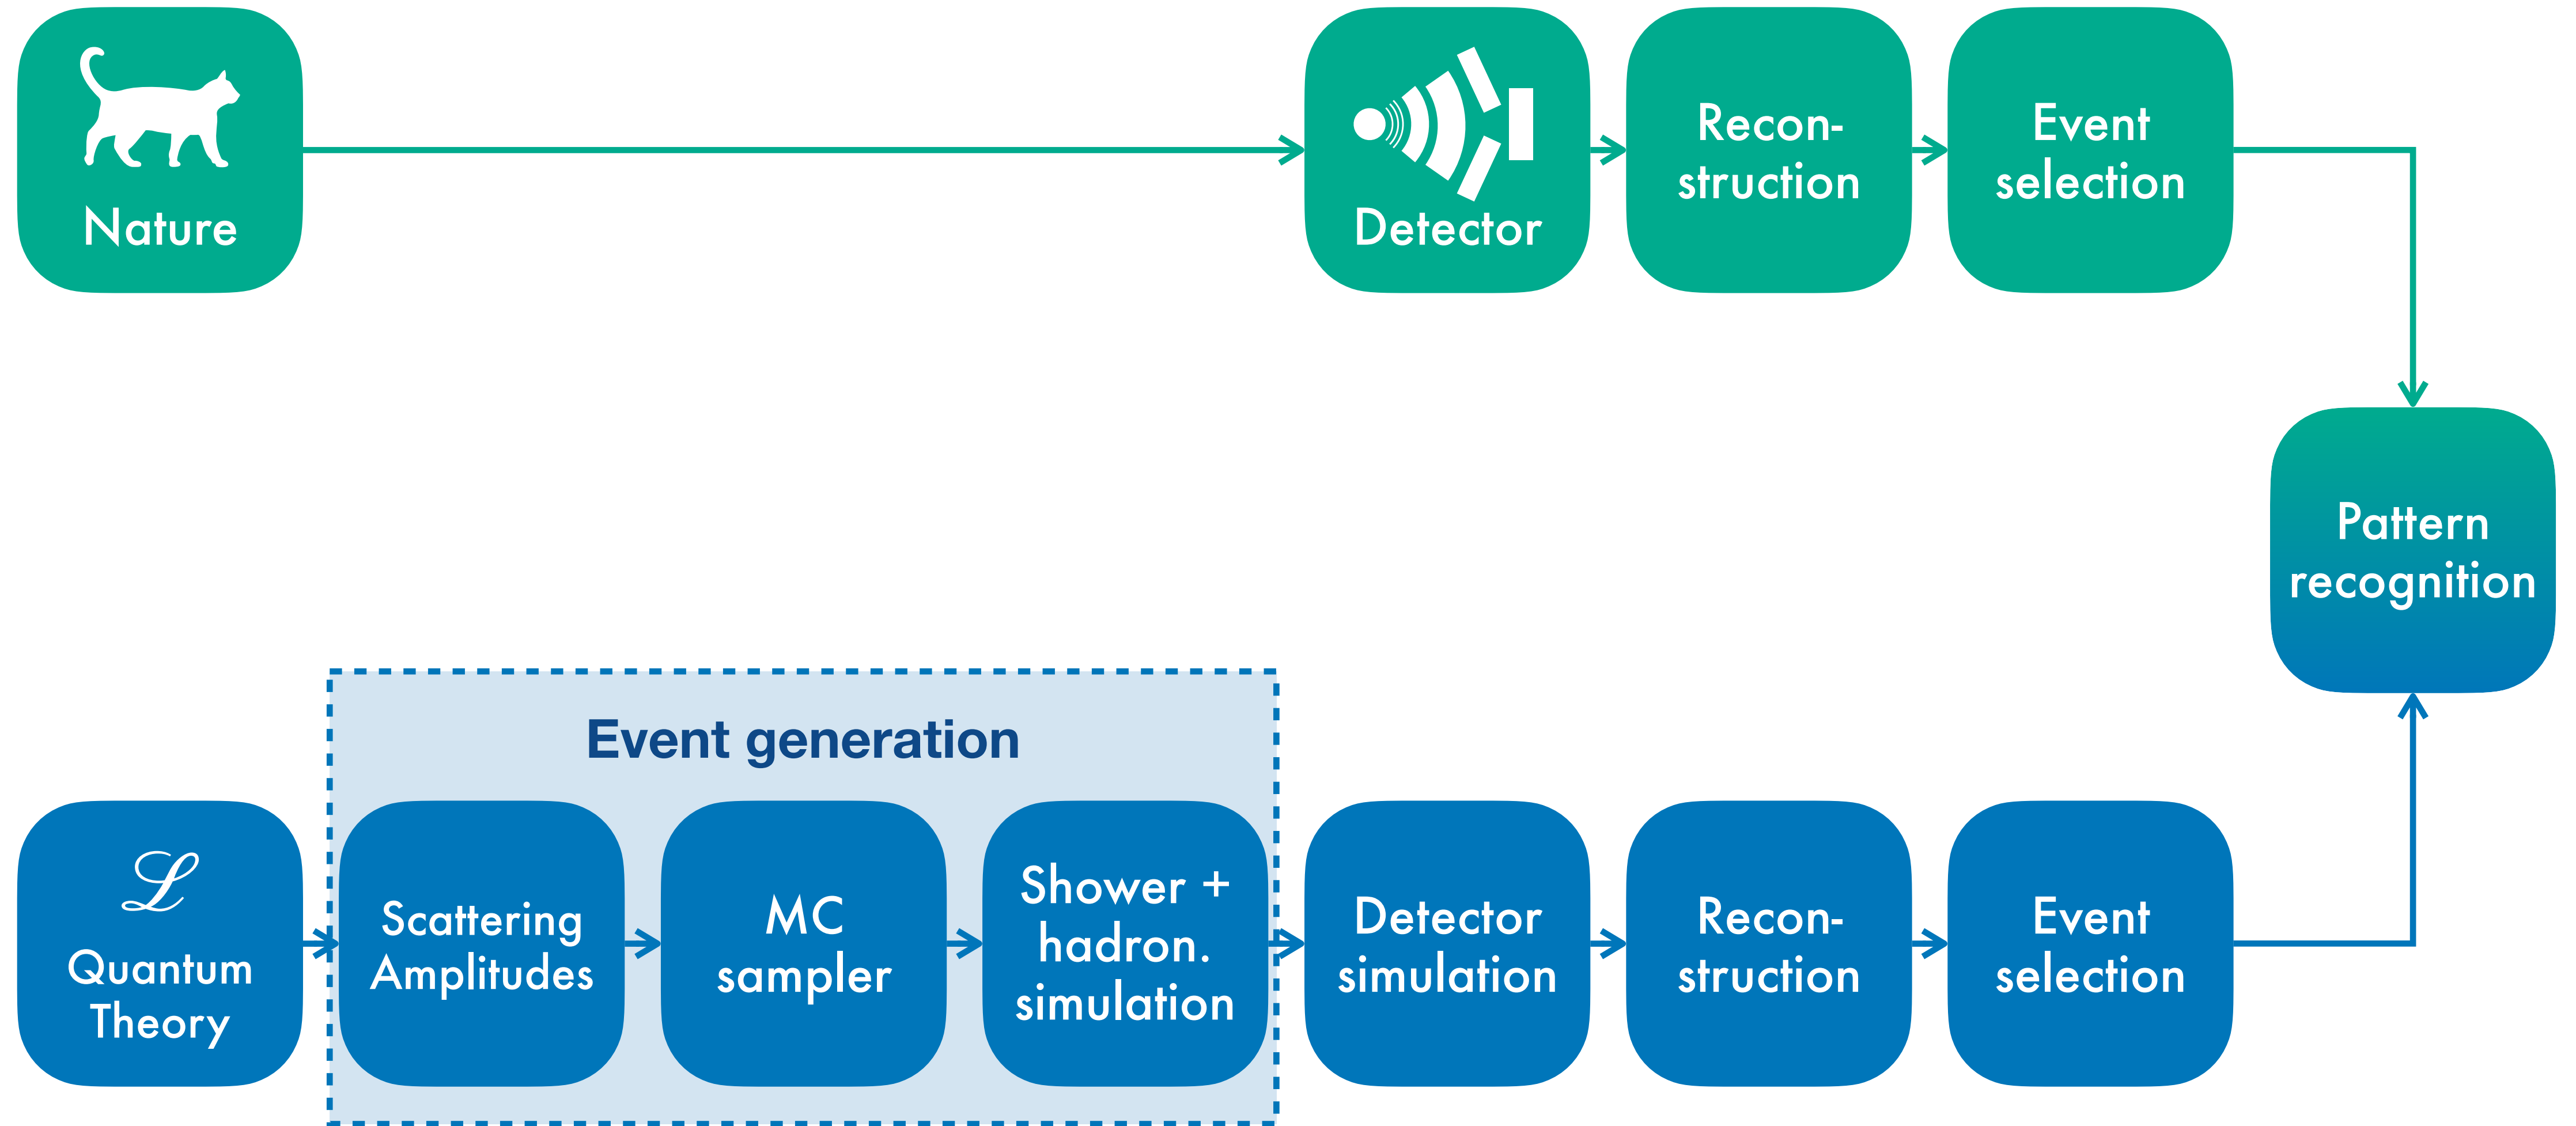 Nature
Detector
Recon-
struction
Event
selection
Pattern
recognition
Event generation
ℒ
Quantum
Theory
Scattering
Amplitudes
MC
sampler
Shower +
hadron.
simulation
Detector
simulation
Recon-
struction
Event
selection